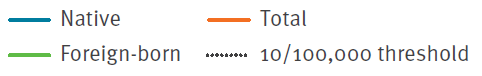 Native Total
Foreign-born 10/100,000 threshold